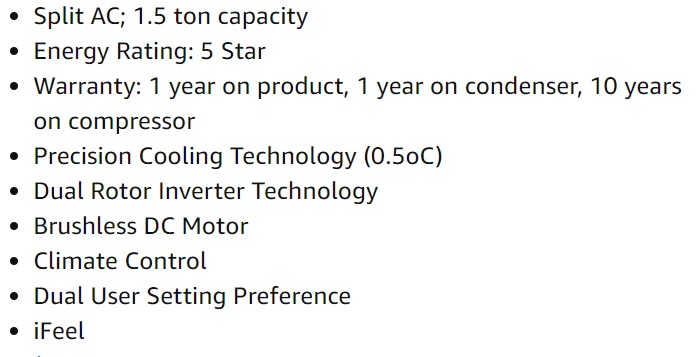 • Split AC; 1.5 ton capacity
• Energy Rating: 5 Star
• Warranty: 1 year on product, 1 year on condenser, 10 years
on compressor
• Precision Cooling Technology (0.5oC)
• Dual Rotor Inverter Technology
• Brushless DC Motor
• Climate Control
• Dual User Setting Preference
• iFeel